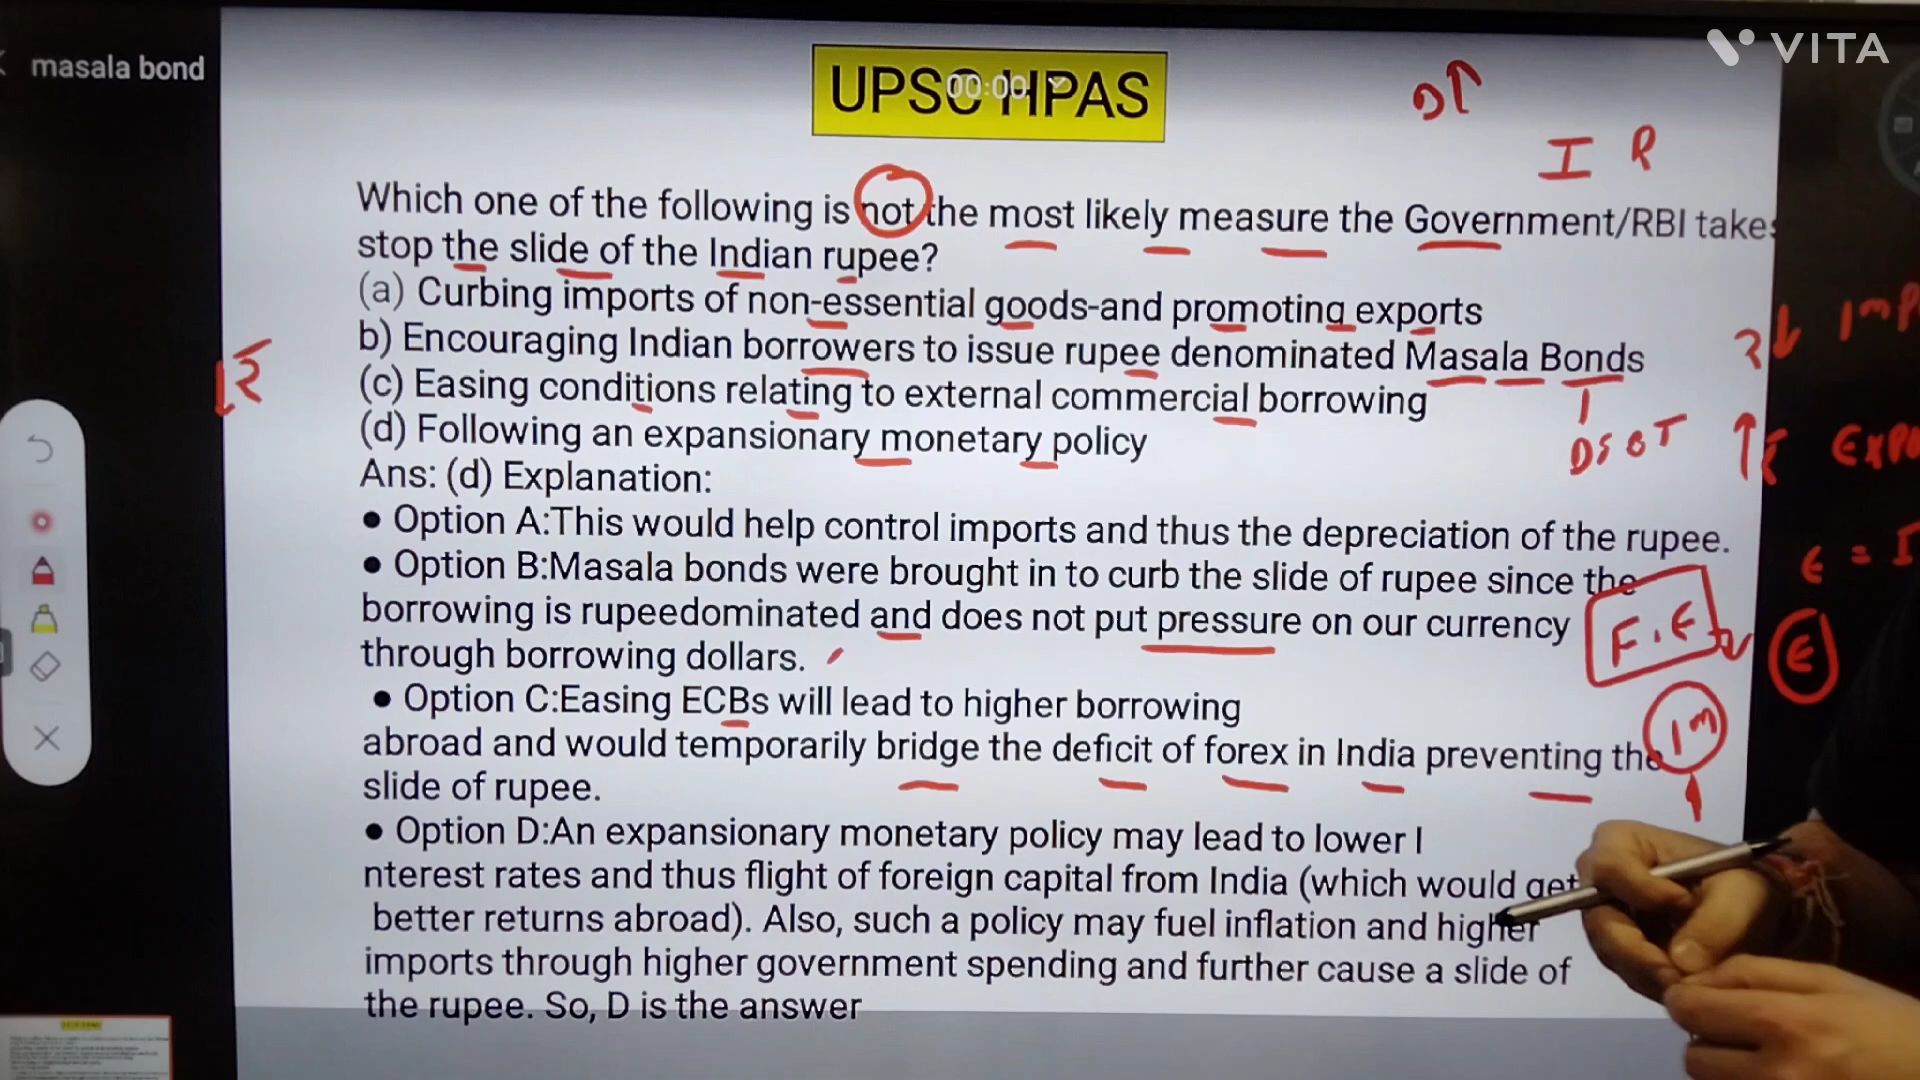 masala bond
VITA
UPSC HPAS
00:00
I R
Which one of the following is not the most likely measure the Government/RBI takes
stop the slide of the Indian rupee?
(a) Curbing imports of non-essential goods-and promoting exports
b) Encouraging Indian borrowers to issue rupee denominated Masala Bonds
(c) Easing conditions relating to external commercial borrowing
(d) Following an expansionary monetary policy
Ans: (d) Explanation:
● Option A:This would help control imports and thus the depreciation of the rupee.
● Option B:Masala bonds were brought in to curb the slide of rupee since the
borrowing is rupeedominated and does not put pressure on our currency
through borrowing dollars.
● Option C:Easing ECBs will lead to higher borrowing
abroad and would temporarily bridge the deficit of forex in India preventing the
slide of rupee.
● Option D:An expansionary monetary policy may lead to lower I
nterest rates and thus flight of foreign capital from India (which would get
better returns abroad). Also, such a policy may fuel inflation and higher
imports through higher government spending and further cause a slide of
the rupee. So, D is the answer
↓ ₹
↓ Imp
↑ Expo
E = I
F.E
E
Im